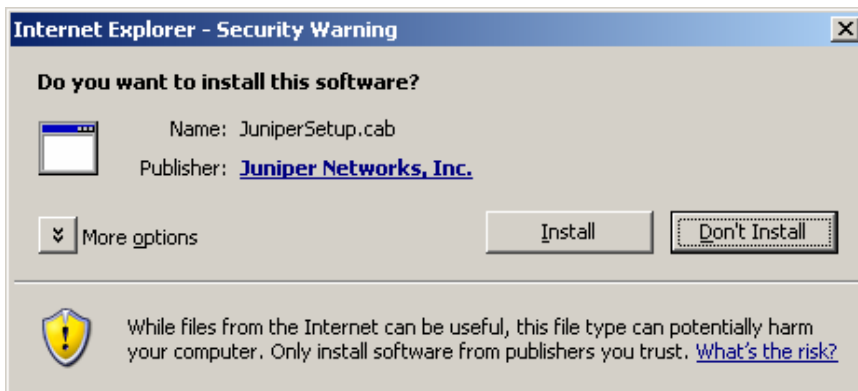 Internet Explorer - Security Warning
Do you want to install this software?
Name: JuniperSetup.cab
Publisher: Juniper Networks, Inc.
More options
Install
Don't Install
While files from the Internet can be useful, this file type can potentially harm
your computer. Only install software from publishers you trust. What's the risk?